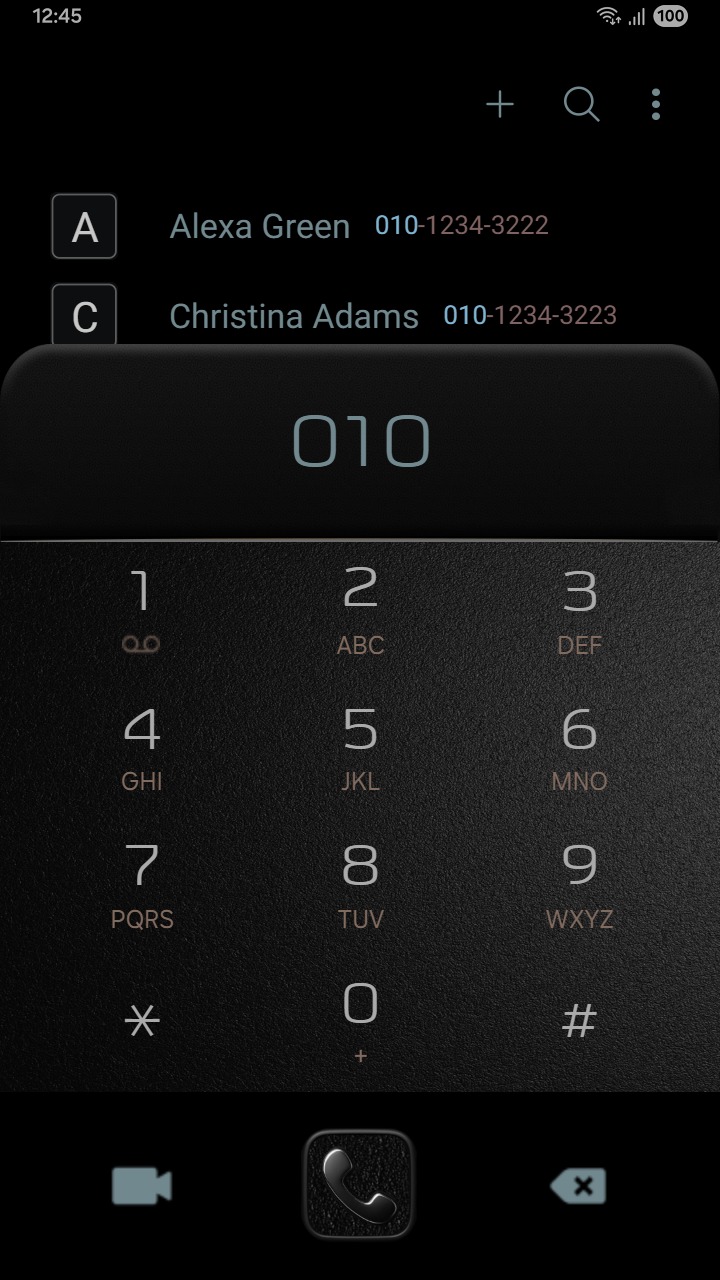 12:45 100
A Alexa Green 010-1234-3222
C Christina Adams 010-1234-3223
010
1 2 3
ABC DEF
4 5 6
GHI JKL MNO
7 8 9
PQRS TUV WXYZ
* 0 #
+